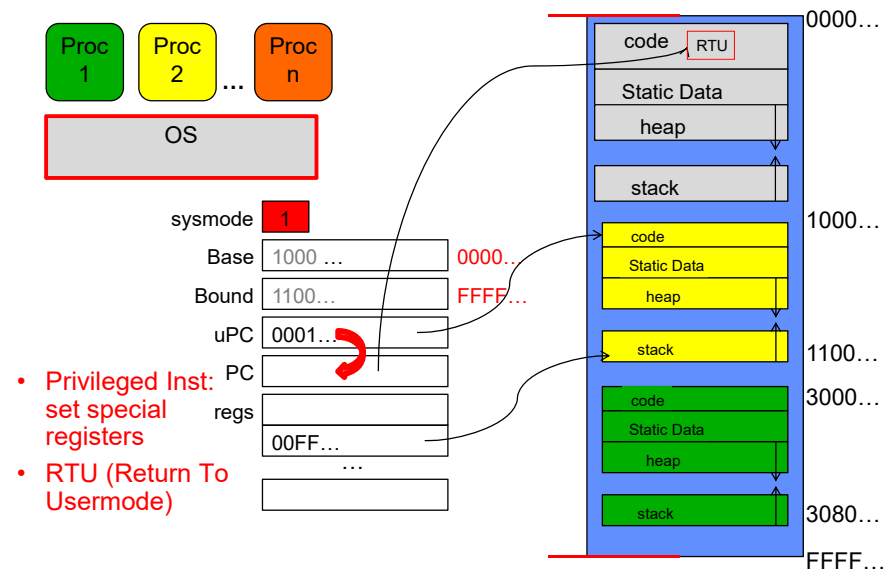 Proc
1
Proc
2
...
Proc
n
OS
sysmode 1
Base 1000 ... 0000...
Bound 1100... FFFF...
uPC 0001...
PC
regs
00FF...
...
• Privileged Inst:
set special
registers
• RTU (Return To
Usermode)
code RTU
Static Data
heap
stack
code
Static Data
heap
stack
code
Static Data
heap
stack
0000...
1000...
1100...
3000...
3080...
FFFF...